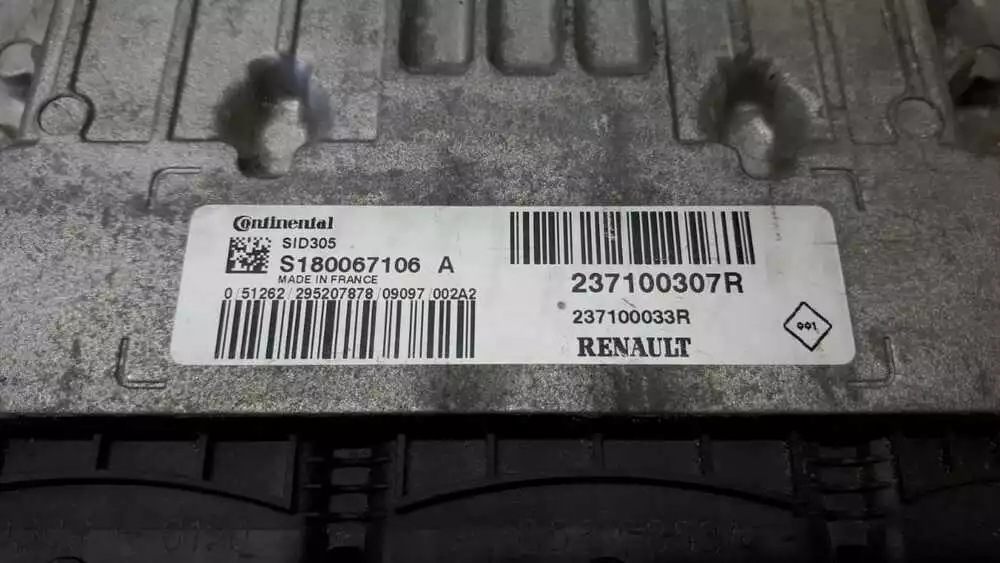 Continental
SID305
S180067106 A
MADE IN FRANCE
0/51262/295207878/09097/002A2
237100307R
237100033R
RENAULT